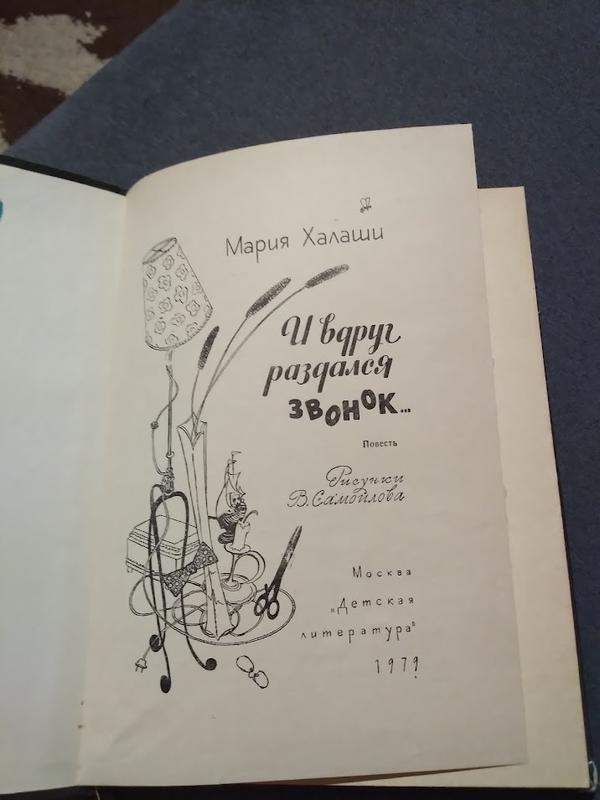 Мария Халаши
И вдруг
раздался
звонок...
Повесть
Рисунки
В. Самойлова
Москва
„Детская
литература"
1979